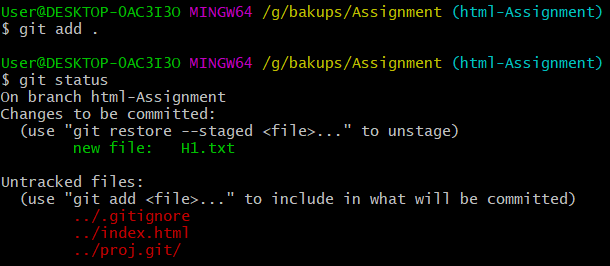 User@DESKTOP-0AC3I3O MINGW64 /g/bakups/Assignment (html-Assignment)
$ git add .
User@DESKTOP-0AC3I3O MINGW64 /g/bakups/Assignment (html-Assignment)
$ git status
On branch html-Assignment
Changes to be committed:
  (use "git restore --staged <file>..." to unstage)
        new file:   H1.txt
Untracked files:
  (use "git add <file>..." to include in what will be committed)
        ../.gitignore
        ../index.html
        ../proj.git/